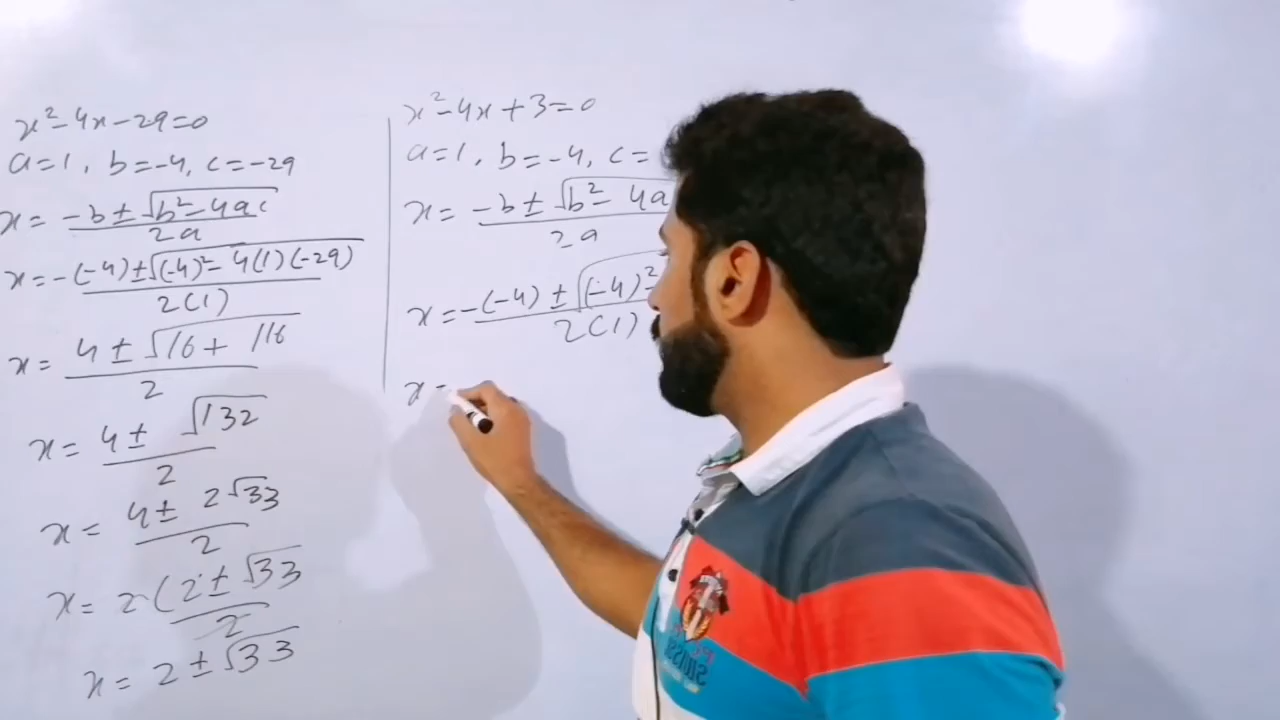 x²-4x-29=0
a=1, b=-4, c=-29
x= -b±√b²-4ac
2a
x=-(-4)±√(-4)²-4(1)(-29)
2(1)
x= 4±√16+116
2
x= 4± √132
2
x= 4± 2√33
2
x= 2(2±√33
2
x= 2±√33
x²-4x+3=0
a=1, b=-4, c=
x= -b±√b²-4a
2a
x=-(-4)±√(-4)²-
2(1)
x=